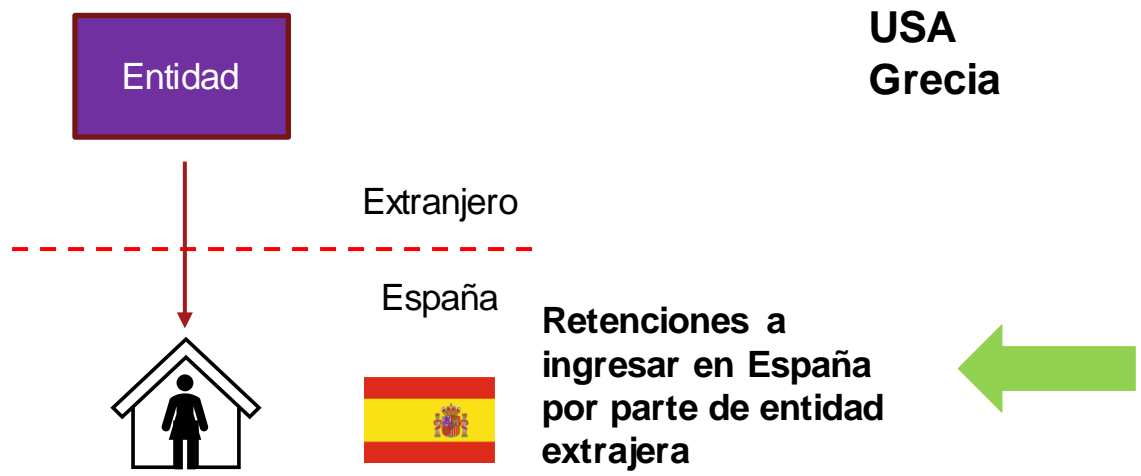 USA
Grecia
Entidad
Extranjero
España
Retenciones a
ingresar en España
por parte de entidad
extrajera